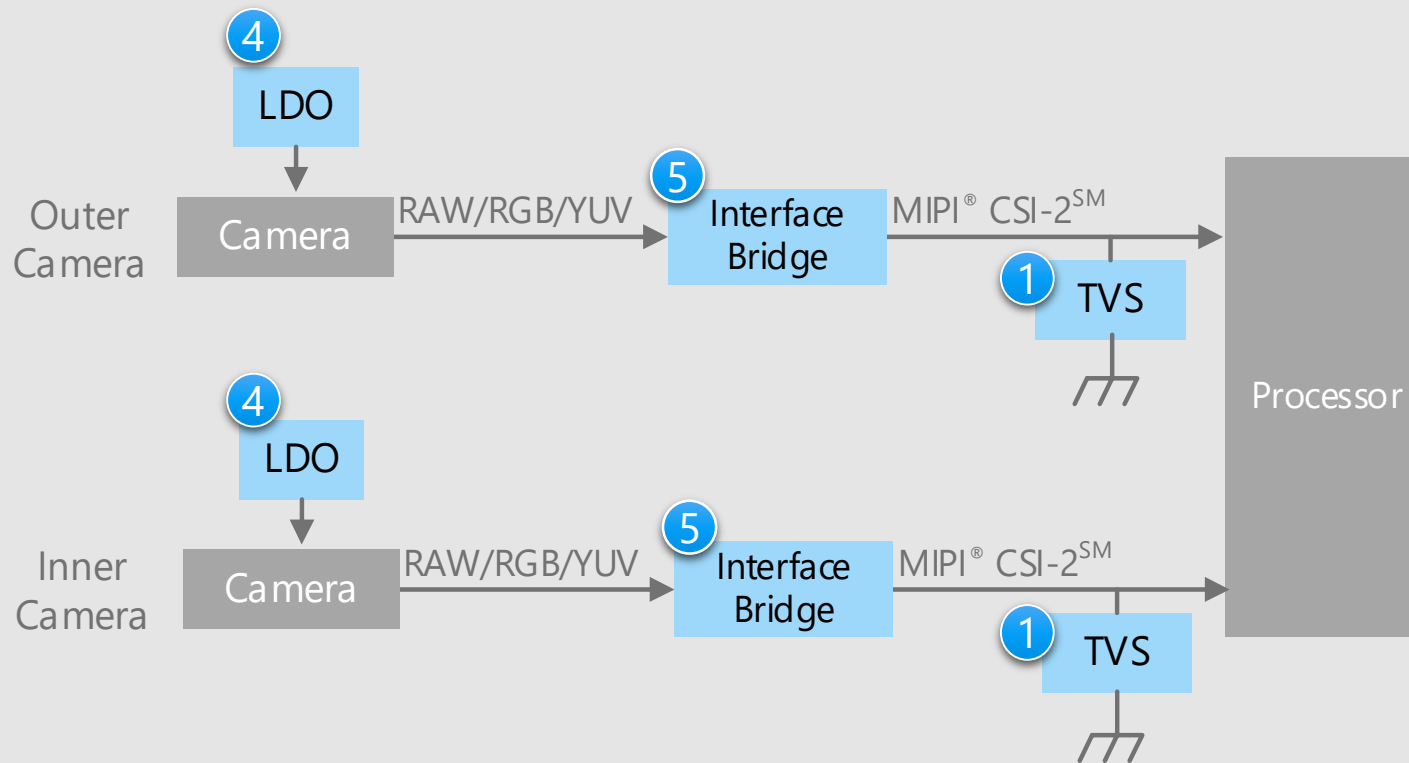 4
LDO
Outer
Camera
Camera
RAW/RGB/YUV
5
Interface
Bridge
MIPI® CSI-2SM
1
TVS
Processor
4
LDO
Inner
Camera
Camera
RAW/RGB/YUV
5
Interface
Bridge
MIPI® CSI-2SM
1
TVS